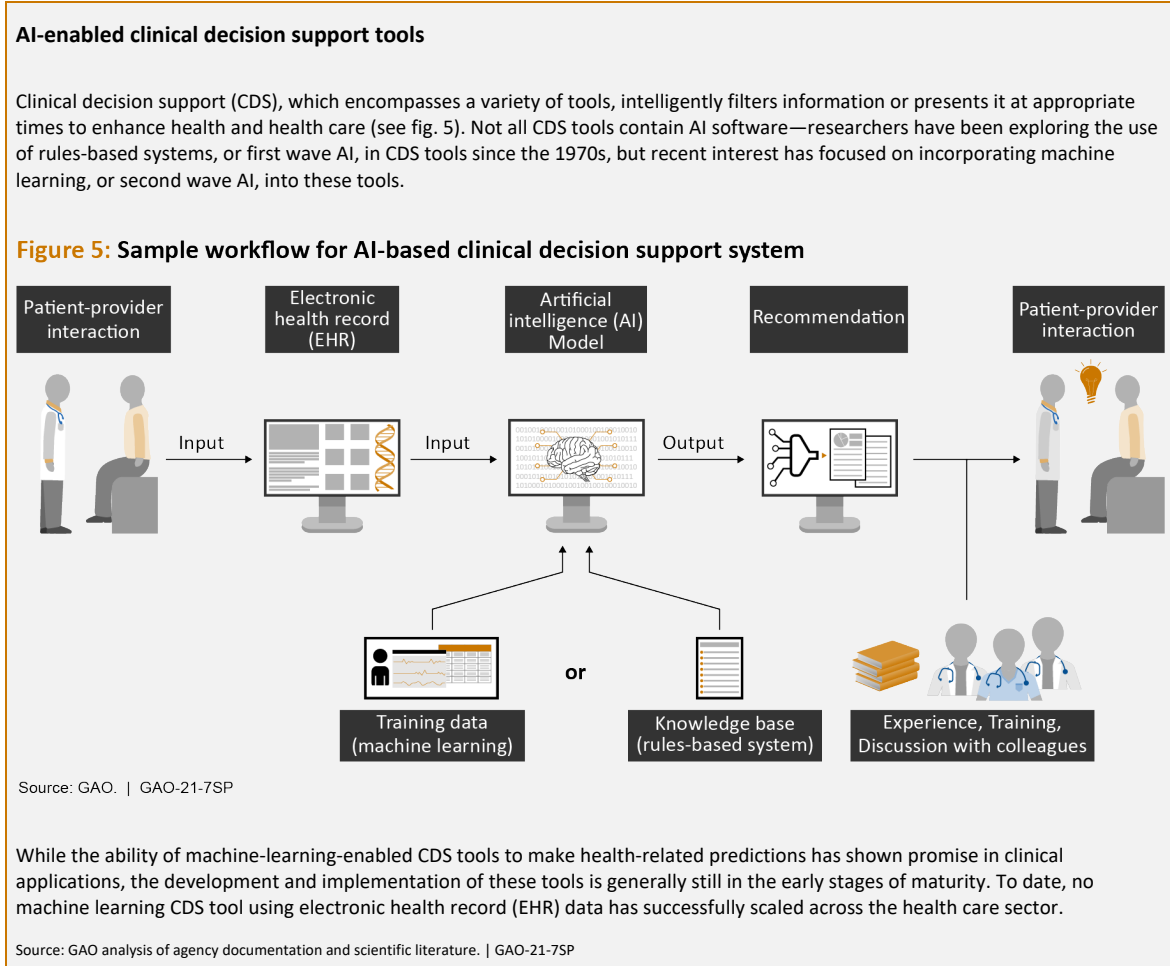 AI-enabled clinical decision support tools
Clinical decision support (CDS), which encompasses a variety of tools, intelligently filters information or presents it at appropriate
times to enhance health and health care (see fig. 5). Not all CDS tools contain AI software—researchers have been exploring the use
of rules-based systems, or first wave AI, in CDS tools since the 1970s, but recent interest has focused on incorporating machine
learning, or second wave AI, into these tools.
Figure 5: Sample workflow for AI-based clinical decision support system
Patient-provider
interaction
Electronic
health record
(EHR)
Artificial
intelligence (AI)
Model
Recommendation
Patient-provider
interaction
Input
Input
Output
or
Training data
(machine learning)
Knowledge base
(rules-based system)
Experience, Training,
Discussion with colleagues
Source: GAO. | GAO-21-7SP
While the ability of machine-learning-enabled CDS tools to make health-related predictions has shown promise in clinical
applications, the development and implementation of these tools is generally still in the early stages of maturity. To date, no
machine learning CDS tool using electronic health record (EHR) data has successfully scaled across the health care sector.
Source: GAO analysis of agency documentation and scientific literature. | GAO-21-7SP